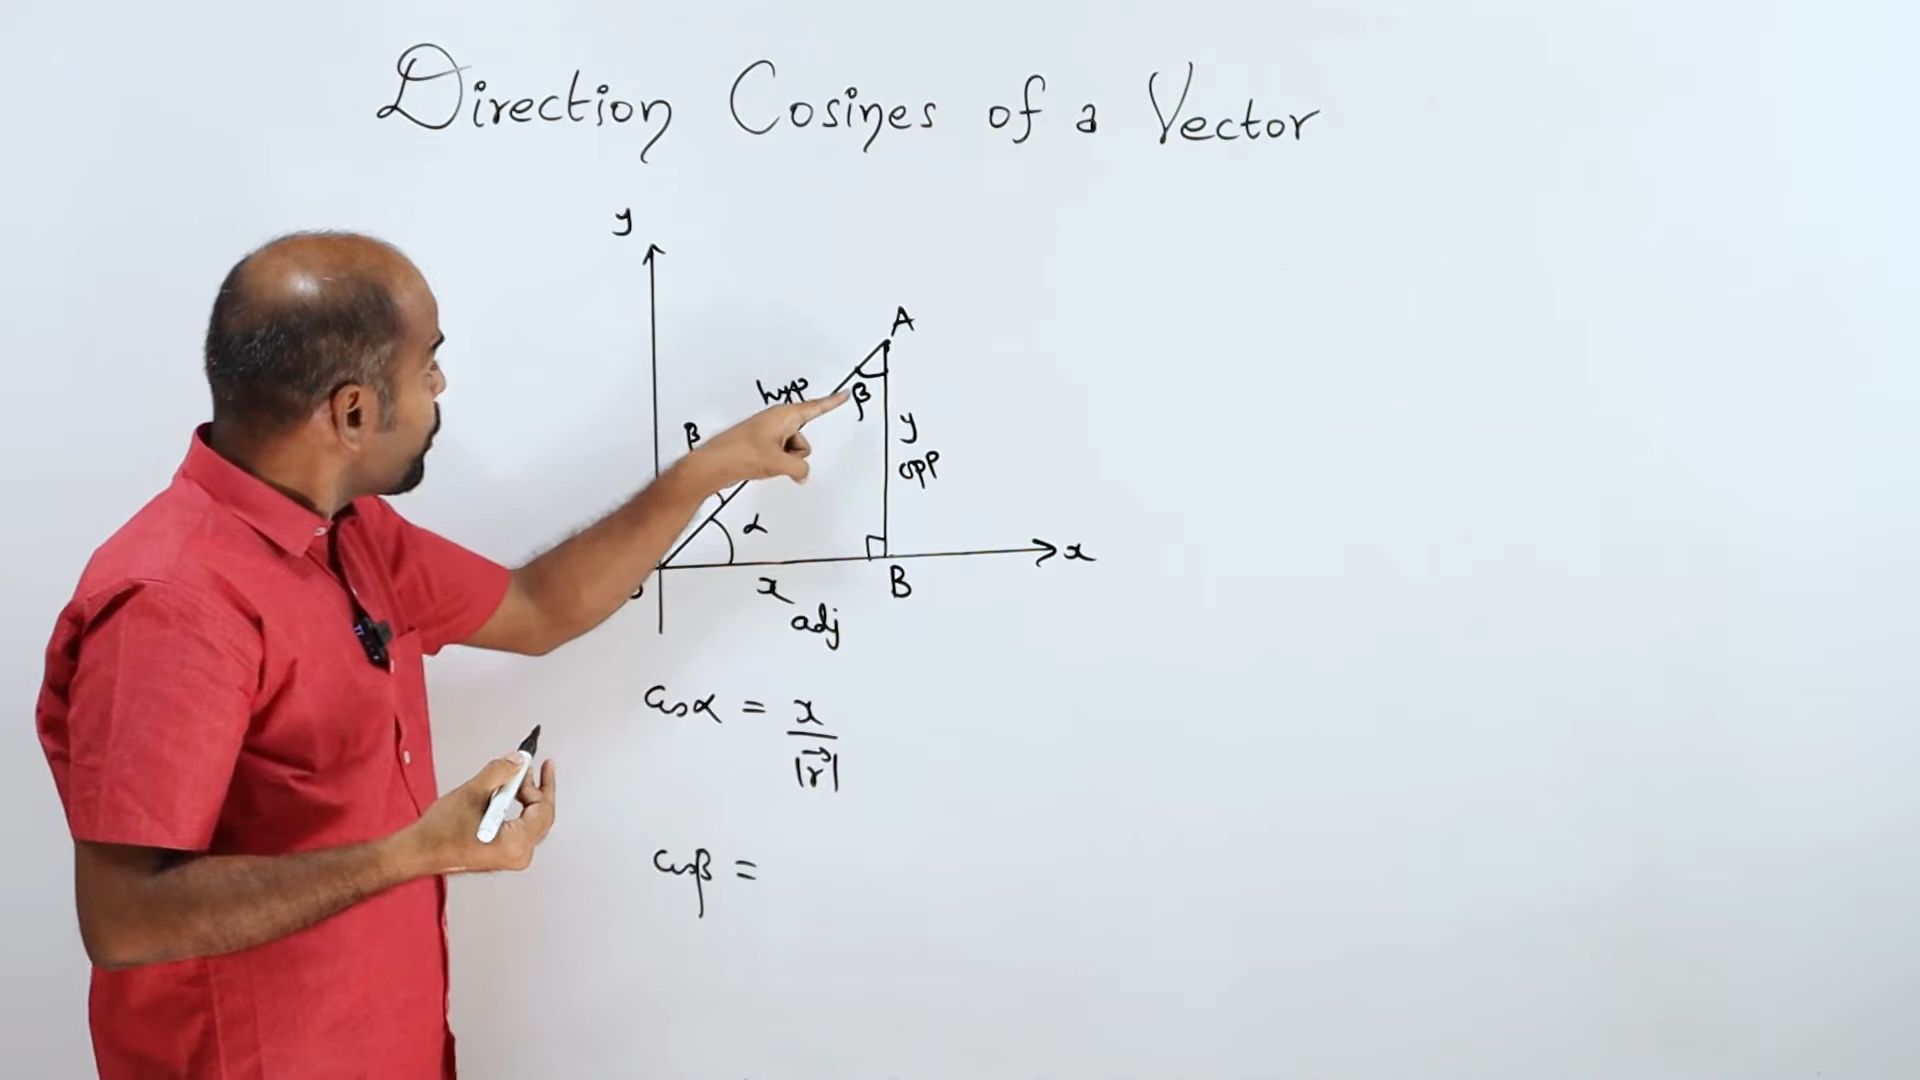 Direction Cosines of a Vector
y
A
hyp
β
β
y
opp
α
x
B
x
adj
cosα = x / |r⃗|
cosβ =